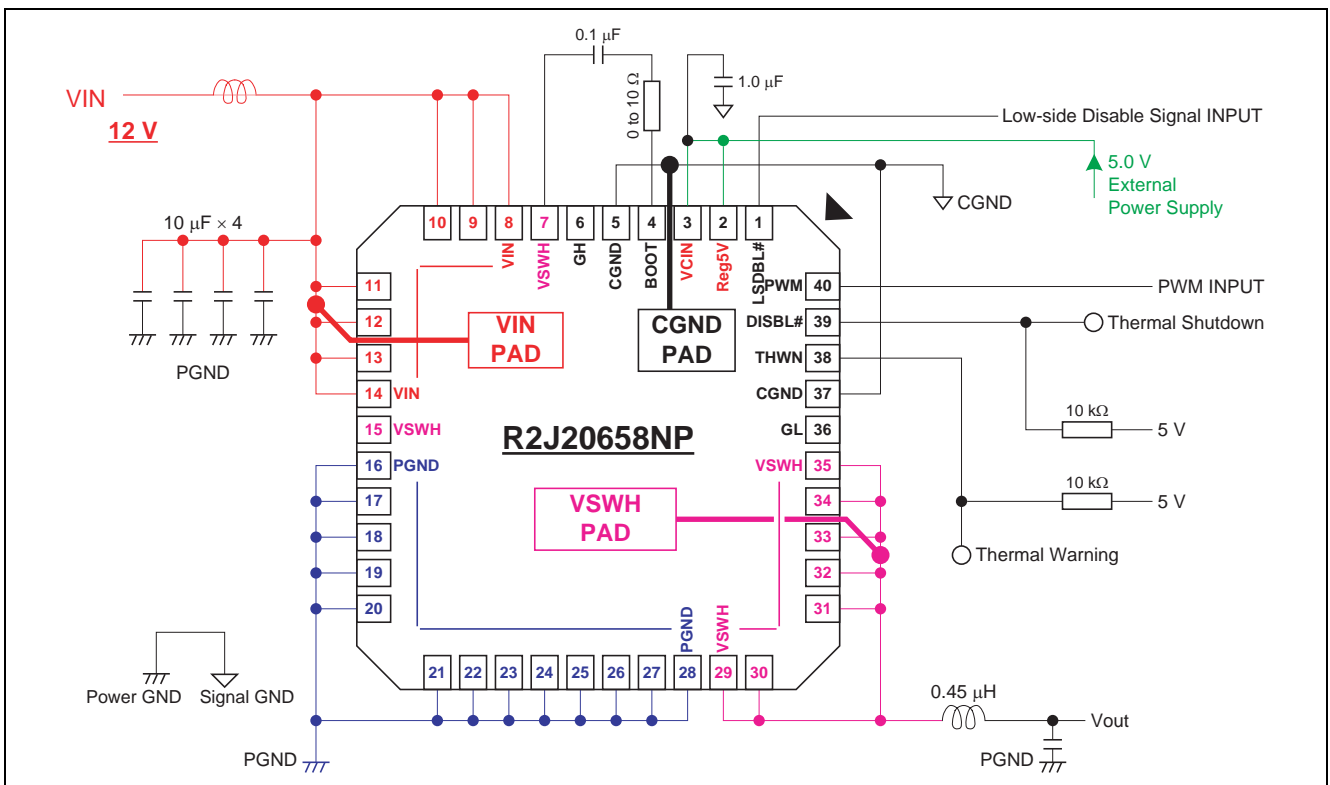 0.1 μF
1.0 μF
0 to 10 Ω
VIN
12 V
Low-side Disable Signal INPUT
5.0 V
External
Power Supply
CGND
10 μF × 4
PGND
10
9
8
7
6
5
4
3
2
1
VIN
VSWH
GH
CGND
BOOT
VCIN
Reg5V
LSDBL#
11
12
13
14 VIN
15 VSWH
16 PGND
17
18
19
20
VIN
PAD
CGND
PAD
R2J20658NP
VSWH
PAD
PWM 40
PWM INPUT
DISBL# 39
Thermal Shutdown
THWN 38
CGND 37
10 kΩ
5 V
GL 36
VSWH 35
10 kΩ
34
5 V
33
Thermal Warning
32
31
PGND
VSWH
21
22
23
24
25
26
27
28
29
30
Power GND
Signal GND
PGND
0.45 μH
Vout
PGND